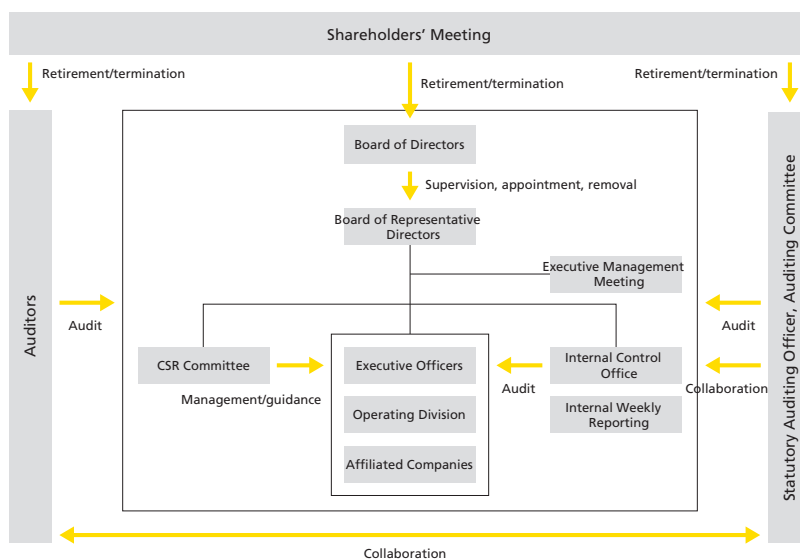 Shareholders’ Meeting
Retirement/termination
Retirement/termination
Retirement/termination
Board of Directors
Supervision, appointment, removal
Board of Representative
Directors
Executive Management
Meeting
Auditors
Audit
Statutory Auditing Officer, Auditing Committee
Audit
CSR Committee
Management/guidance
Executive Officers
Audit
Internal Control
Office
Collaboration
Operating Division
Internal Weekly
Reporting
Affiliated Companies
Collaboration